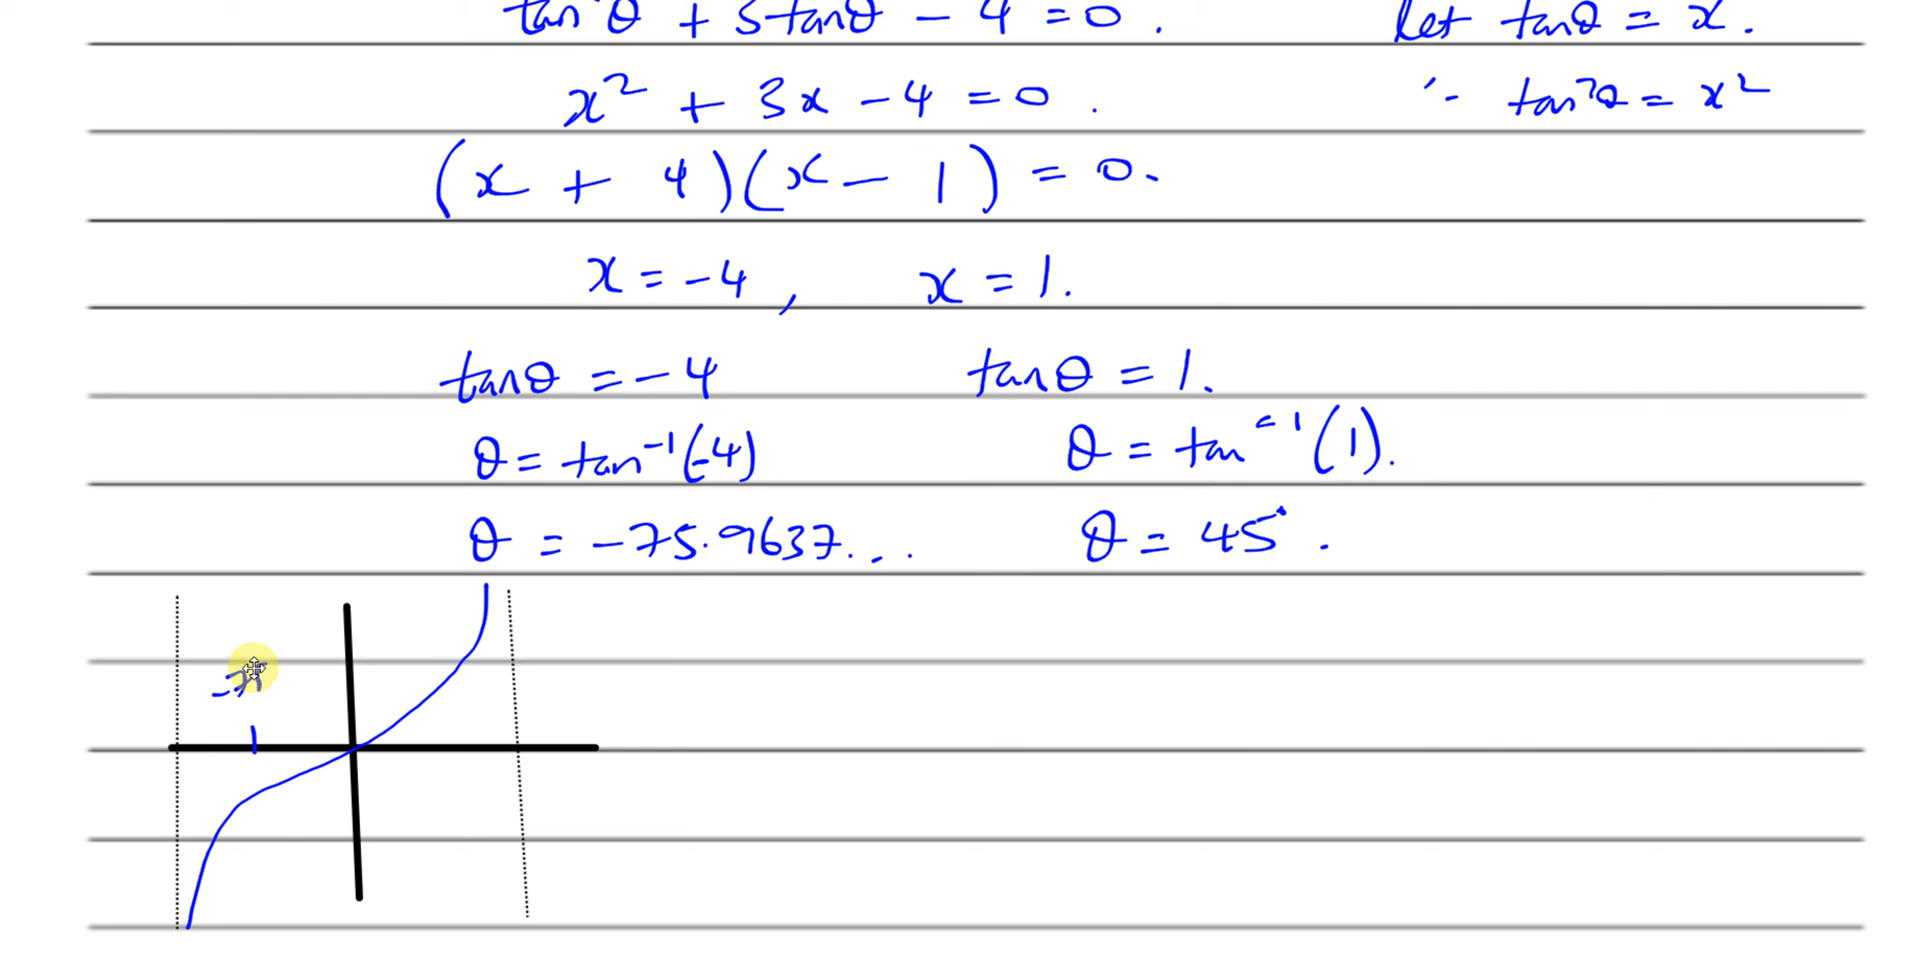 tan²θ + 3tanθ - 4 = 0. let tanθ = x.
x² + 3x - 4 = 0. ∴ tan²θ = x²
(x + 4)(x - 1) = 0.
x = -4, x = 1.
tanθ = -4 tanθ = 1.
θ = tan⁻¹(-4) θ = tan⁻¹(1).
θ = -75.9637... θ = 45°.